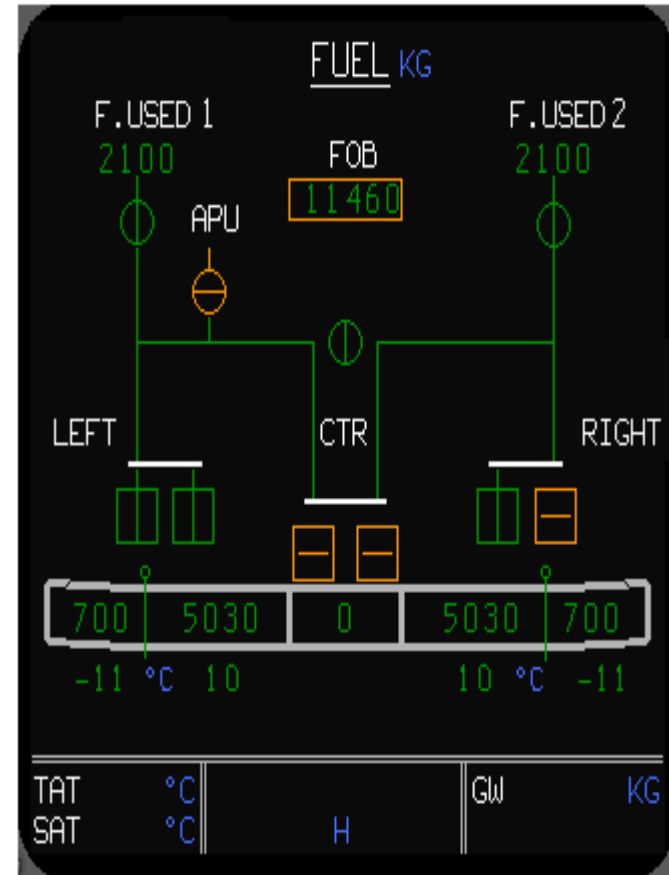 FUEL KG
F.USED 1
F.USED 2
2100
FOB
2100
11460
APU
LEFT
CTR
RIGHT
700 5030 0 5030 700
-11 °C 10
10 °C -11
TAT °C
GW KG
SAT °C
H